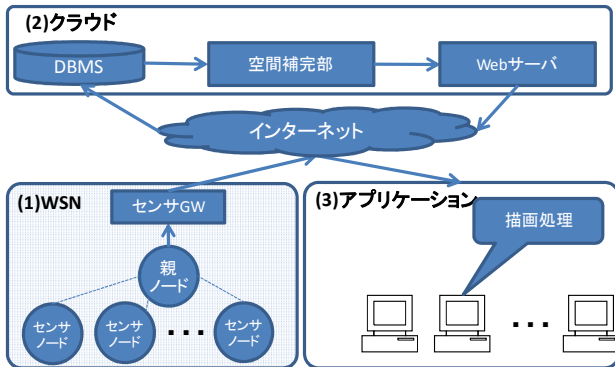 (2)クラウド
DBMS
空間補完部
Webサーバ
インターネット
(1)WSN
センサGW
親
ノード
センサ
ノード
センサ
ノード
・・・
センサ
ノード
(3)アプリケーション
描画処理
・・・